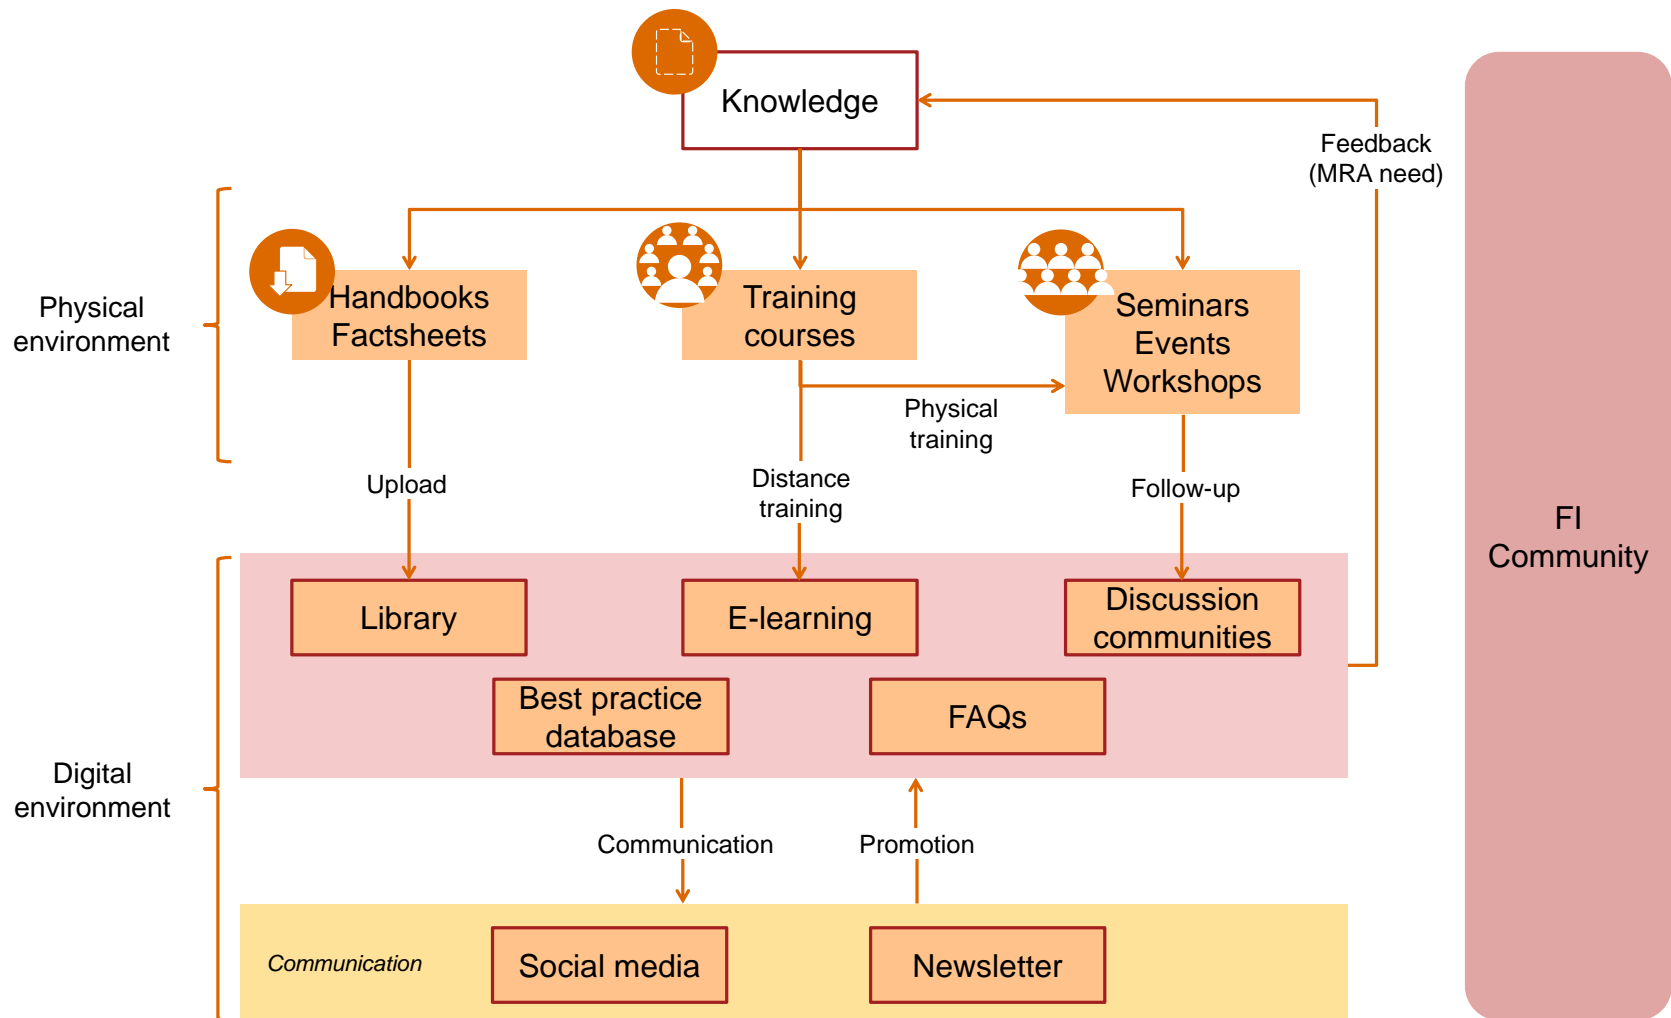 Knowledge
Feedback
(MRA need)
Physical
environment
Handbooks
Factsheets
Training
courses
Seminars
Events
Workshops
Physical
training
Upload
Distance
training
Follow-up
FI
Community
Library
E-learning
Discussion
communities
Best practice
database
FAQs
Digital
environment
Communication
Promotion
Communication
Social media
Newsletter